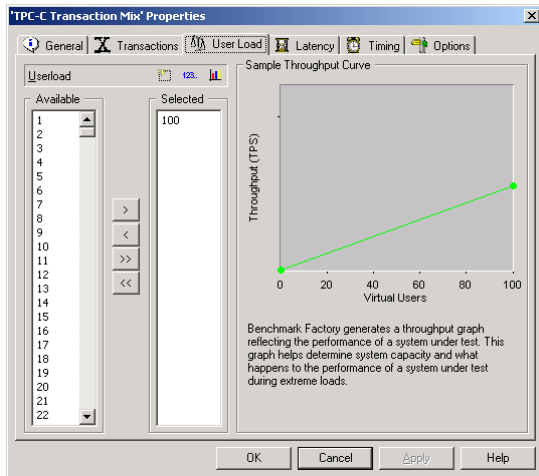 'TPC-C Transaction Mix' Properties
General
Transactions
User Load
Latency
Timing
Options
Userload
123..
Available
1
2
3
4
5
6
7
8
9
10
11
12
13
14
15
16
17
18
19
20
21
22
>
<
>>
<<
Selected
100
Sample Throughput Curve
Throughput (TPS)
0 20 40 60 80 100
Virtual Users
Benchmark Factory generates a throughput graph
reflecting the performance of a system under test. This
graph helps determine system capacity and what
happens to the performance of a system under test
during extreme loads.
OK
Cancel
Apply
Help